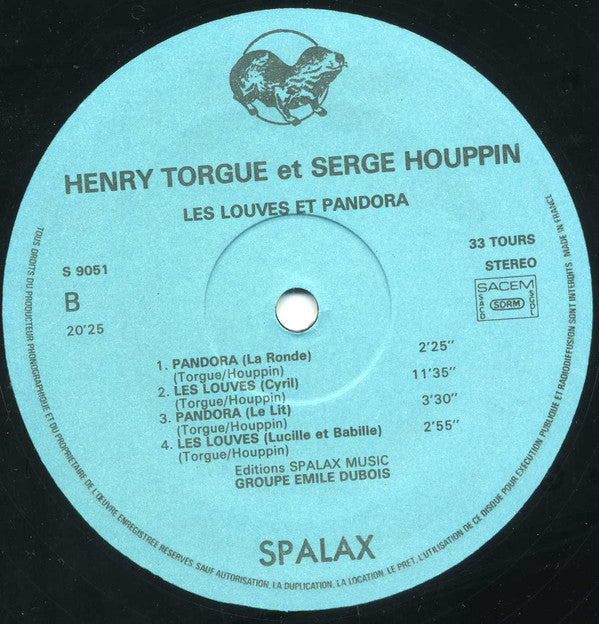 HENRY TORGUE et SERGE HOUPPIN
LES LOUVES ET PANDORA
S 9051
B
20'25
33 TOURS
STEREO
SACEM
SACD
SDRM
SGDL
1. PANDORA (La Ronde) 2'25"
(Torgue/Houppin)
2. LES LOUVES (Cyril) 11'35"
(Torgue/Houppin)
3. PANDORA (Le Lit) 3'30"
(Torgue/Houppin)
4. LES LOUVES (Lucille et Babille) 2'55"
(Torgue/Houppin)
Editions SPALAX MUSIC
GROUPE EMILE DUBOIS
SPALAX
TOUS DROITS DU PRODUCTEUR PHONOGRAPHIQUE ET DU PROPRIETAIRE DE L'ŒUVRE ENREGISTREE RESERVES. SAUF AUTORISATION, LA DUPLICATION, LA LOCATION, LE PRET, L'UTILISATION DE CE DISQUE POUR EXECUTION PUBLIQUE ET RADIODIFFUSION SONT INTERDITS. MADE IN FRANCE